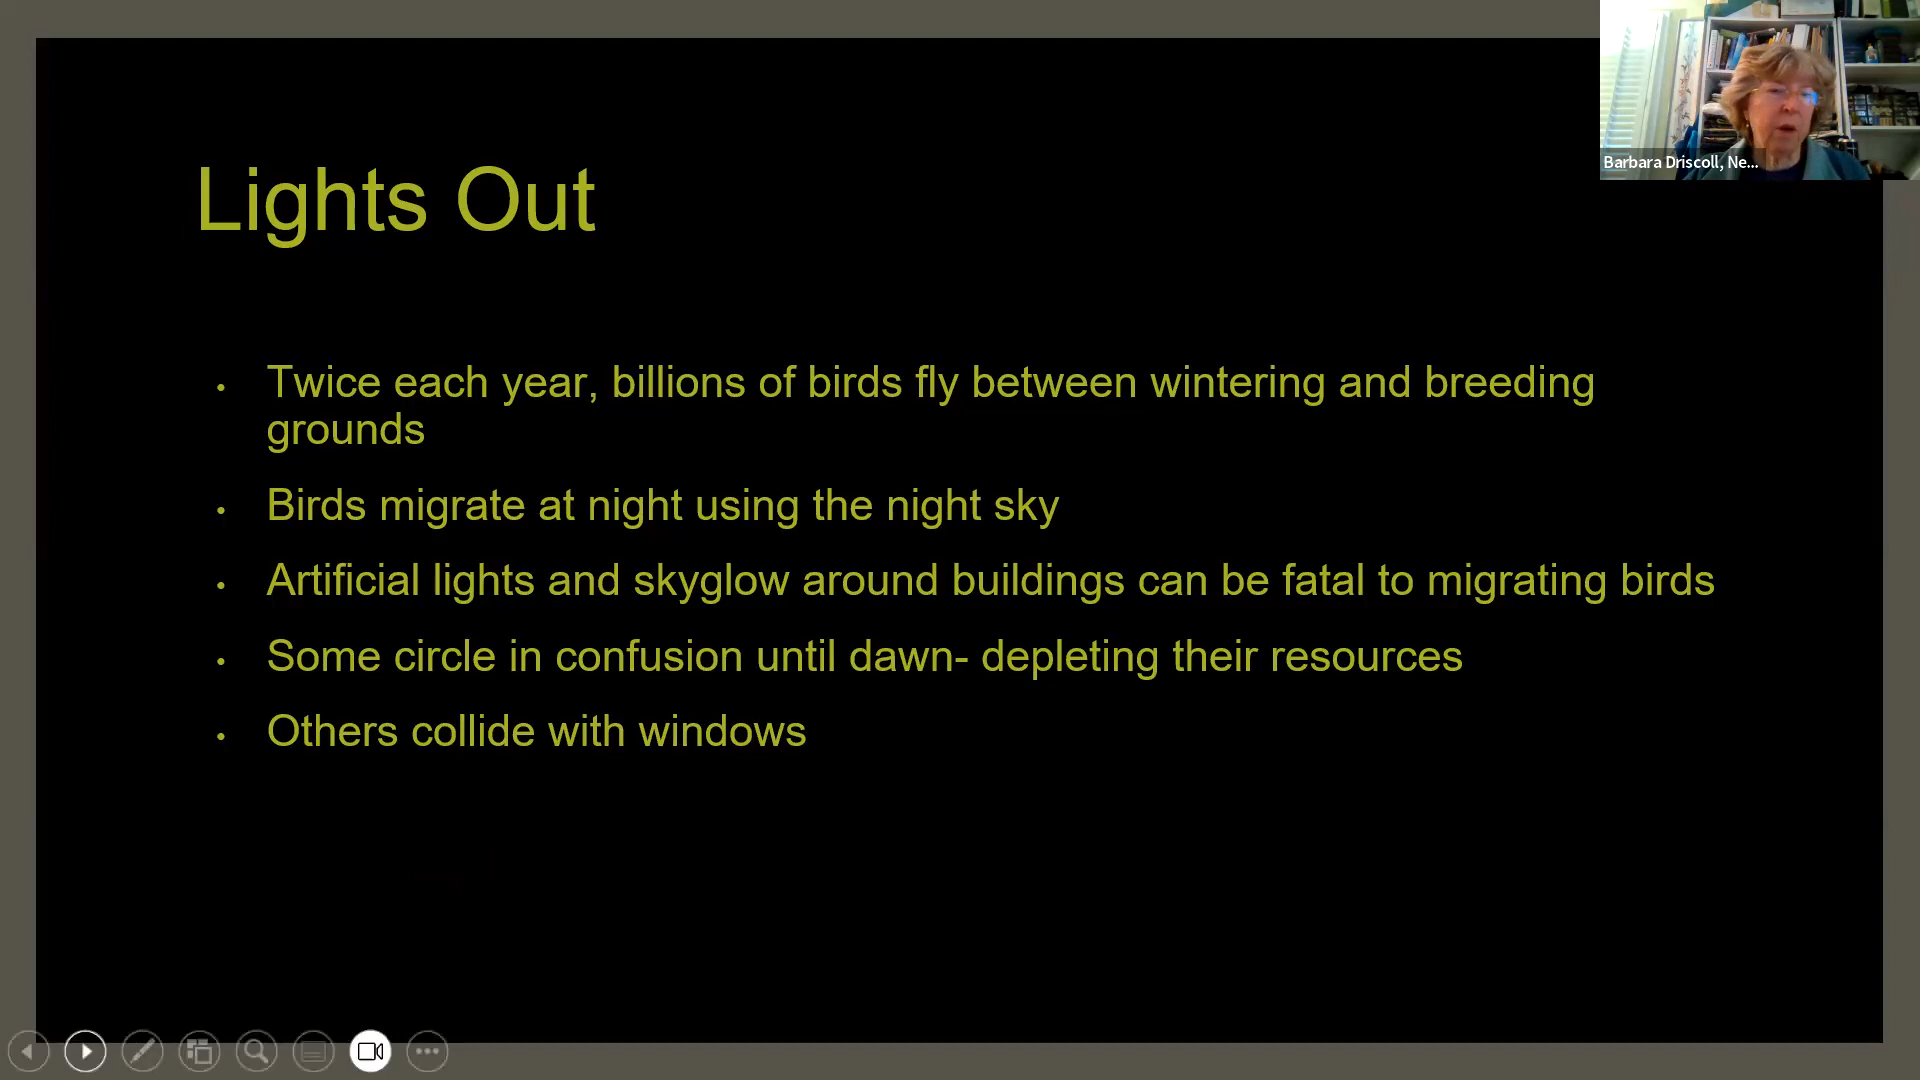 Barbara Driscoll, Ne...
Lights Out
• Twice each year, billions of birds fly between wintering and breeding
grounds
• Birds migrate at night using the night sky
• Artificial lights and skyglow around buildings can be fatal to migrating birds
• Some circle in confusion until dawn- depleting their resources
• Others collide with windows